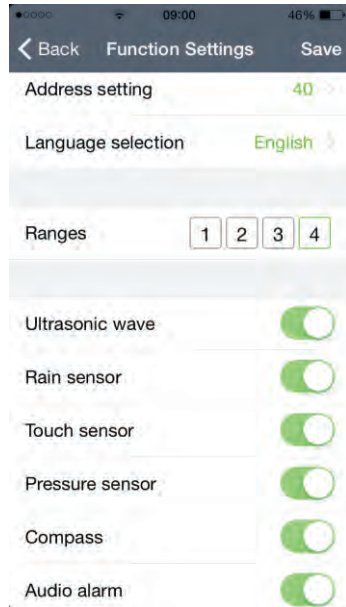 09:00 46%
Back Function Settings Save
Address setting 40
Language selection English
Ranges 1 2 3 4
Ultrasonic wave
Rain sensor
Touch sensor
Pressure sensor
Compass
Audio alarm